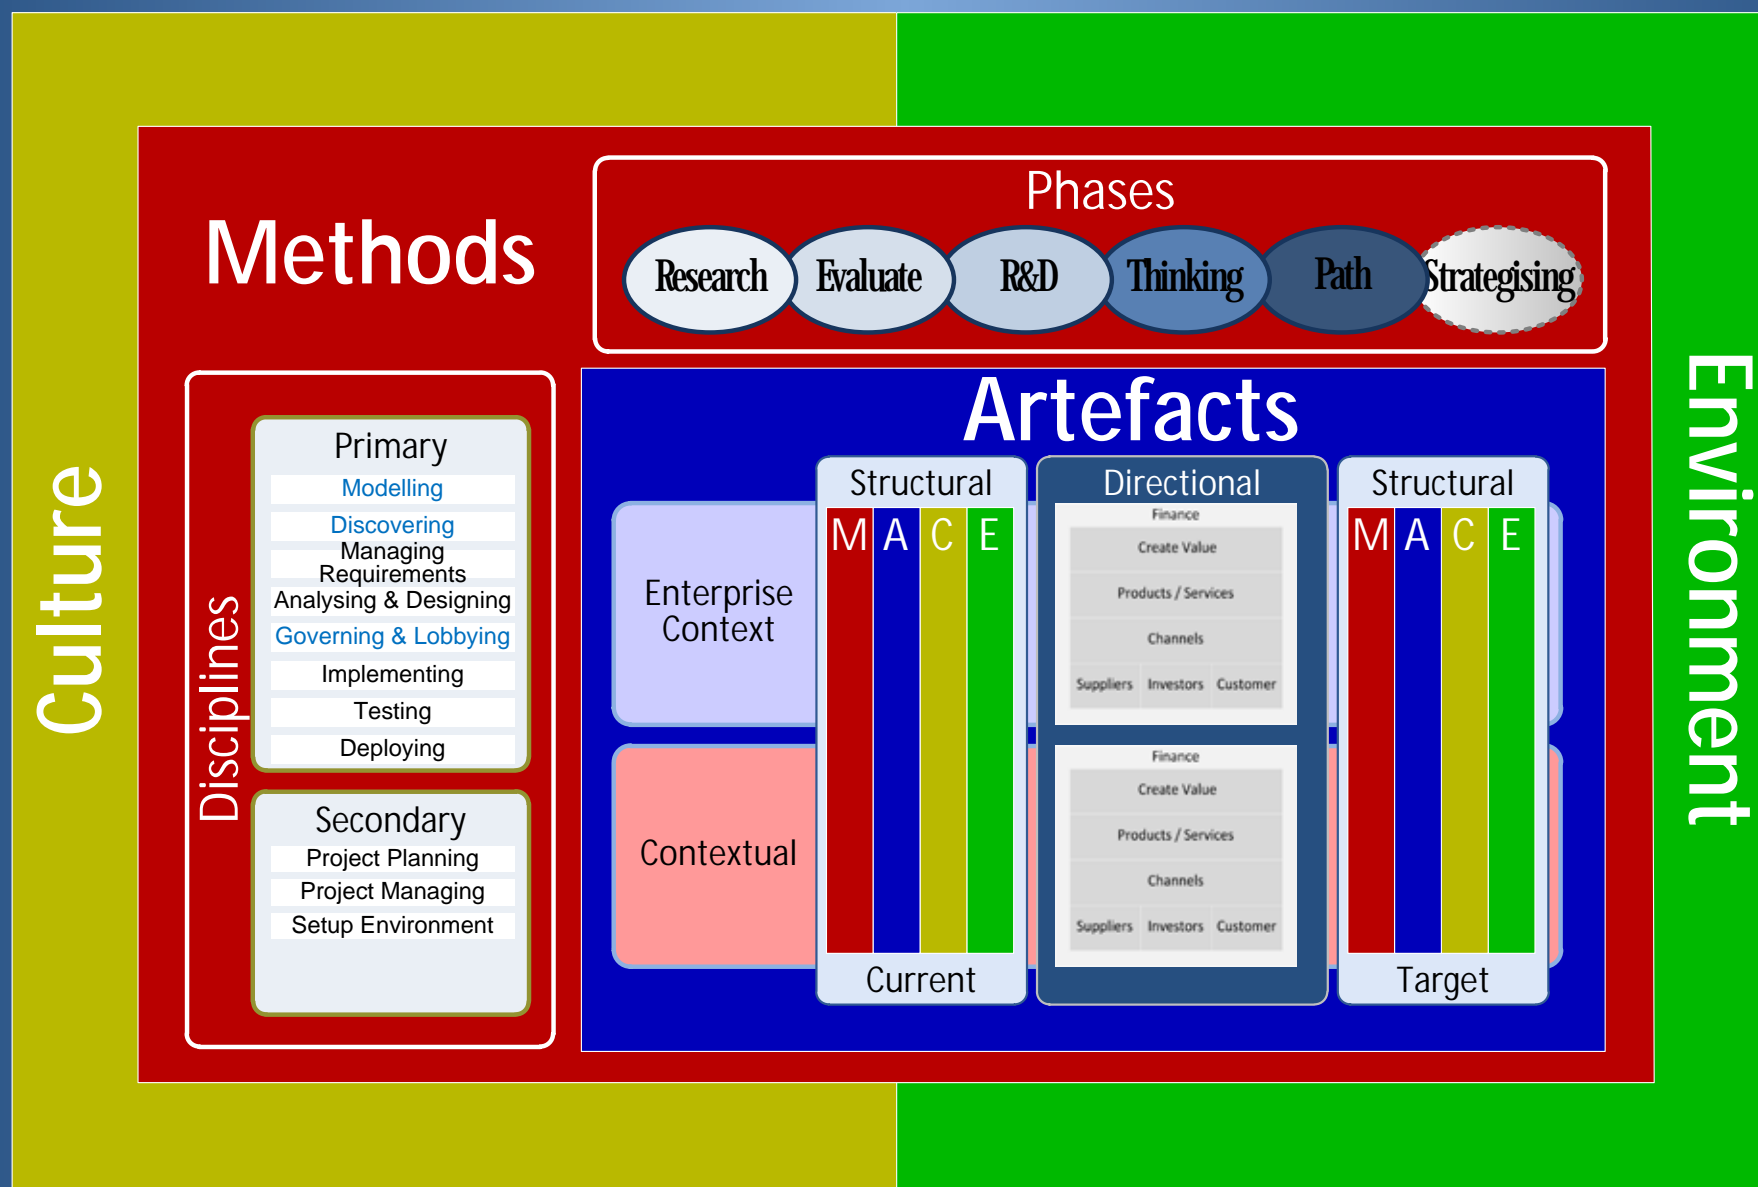 Culture
Environment
Methods
Phases
Research
Evaluate
R&D
Thinking
Path
Strategising
Disciplines
Primary
Modelling
Discovering
Managing
Requirements
Analysing & Designing
Governing & Lobbying
Implementing
Testing
Deploying
Secondary
Project Planning
Project Managing
Setup Environment
Artefacts
Enterprise
Context
Contextual
Structural
M A C E
Current
Directional
Finance
Create Value
Products / Services
Channels
Suppliers Investors Customer
Finance
Create Value
Products / Services
Channels
Suppliers Investors Customer
Structural
M A C E
Target